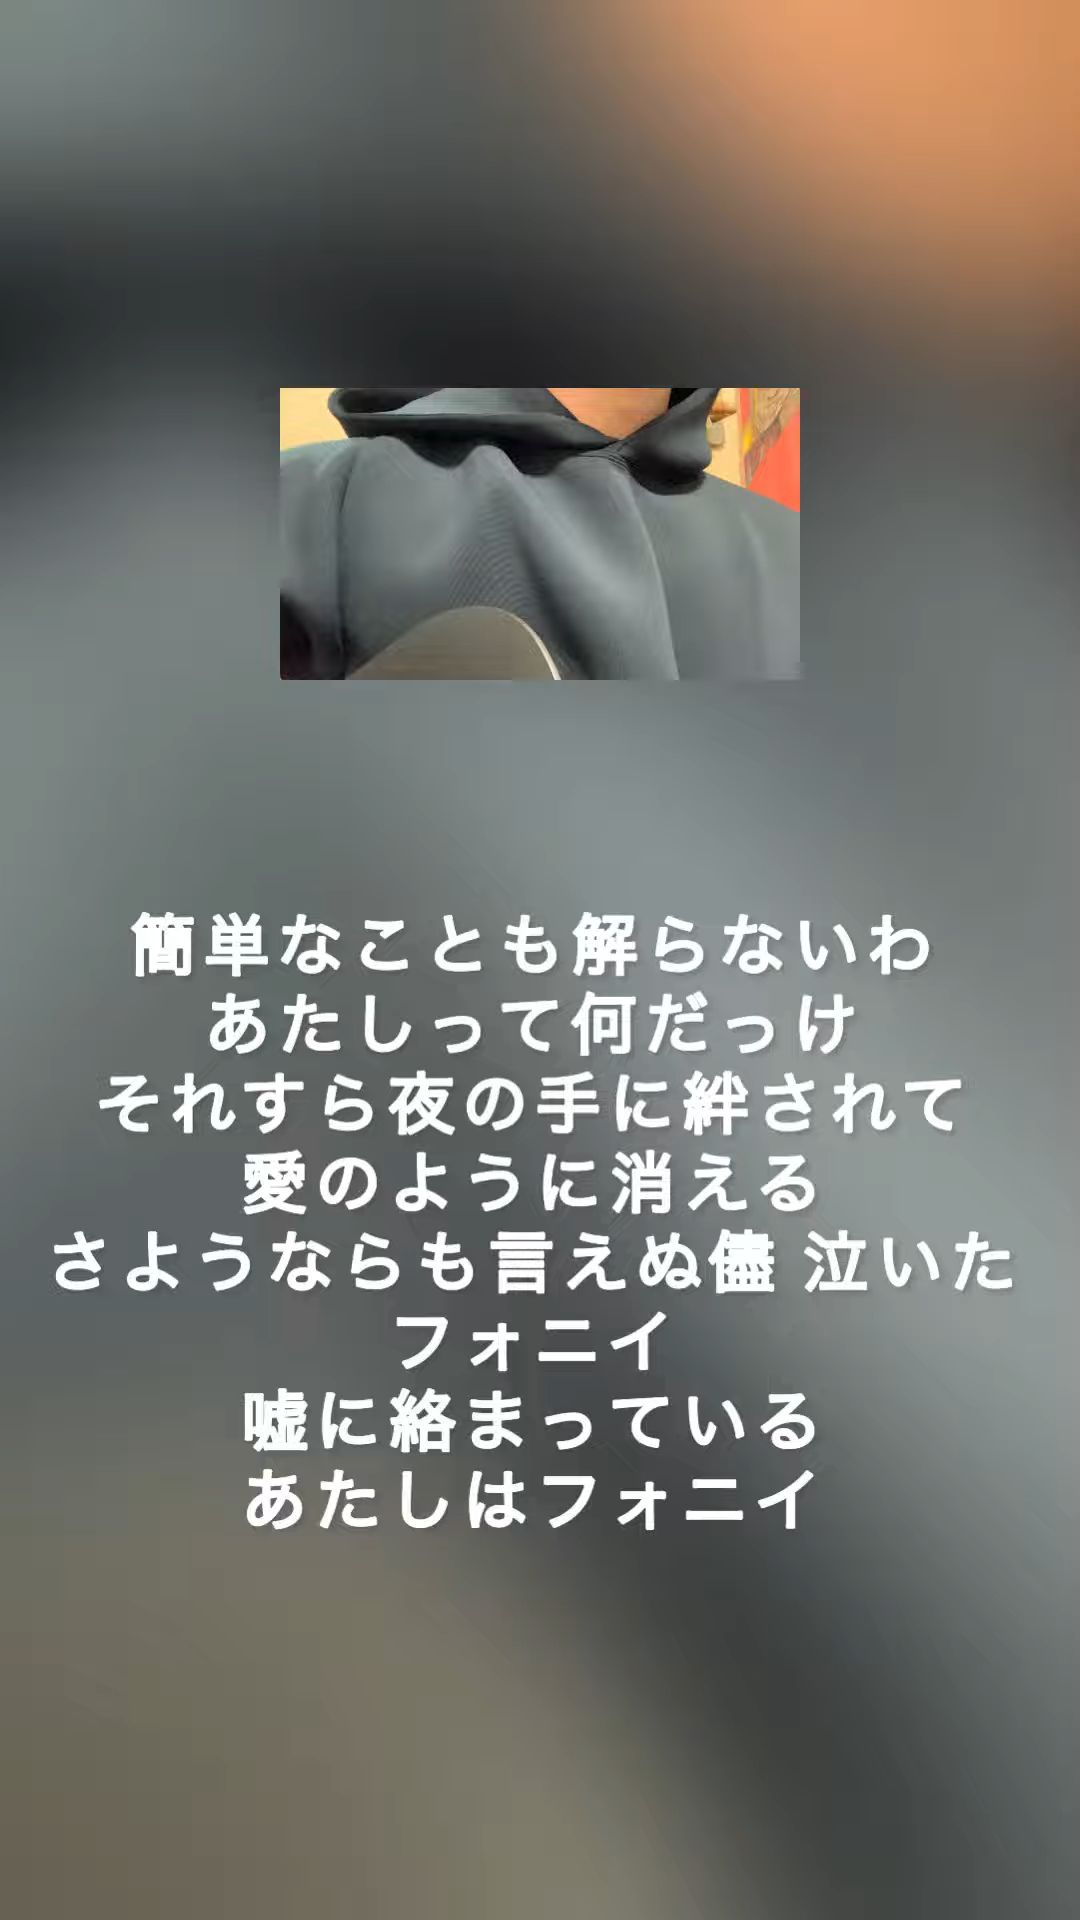 簡単なことも解らないわ
あたしって何だっけ
それすら夜の手に絆されて
愛のように消える
さようならも言えぬ儘 泣いた
フォニイ
嘘に絡まっている
あたしはフォニイ